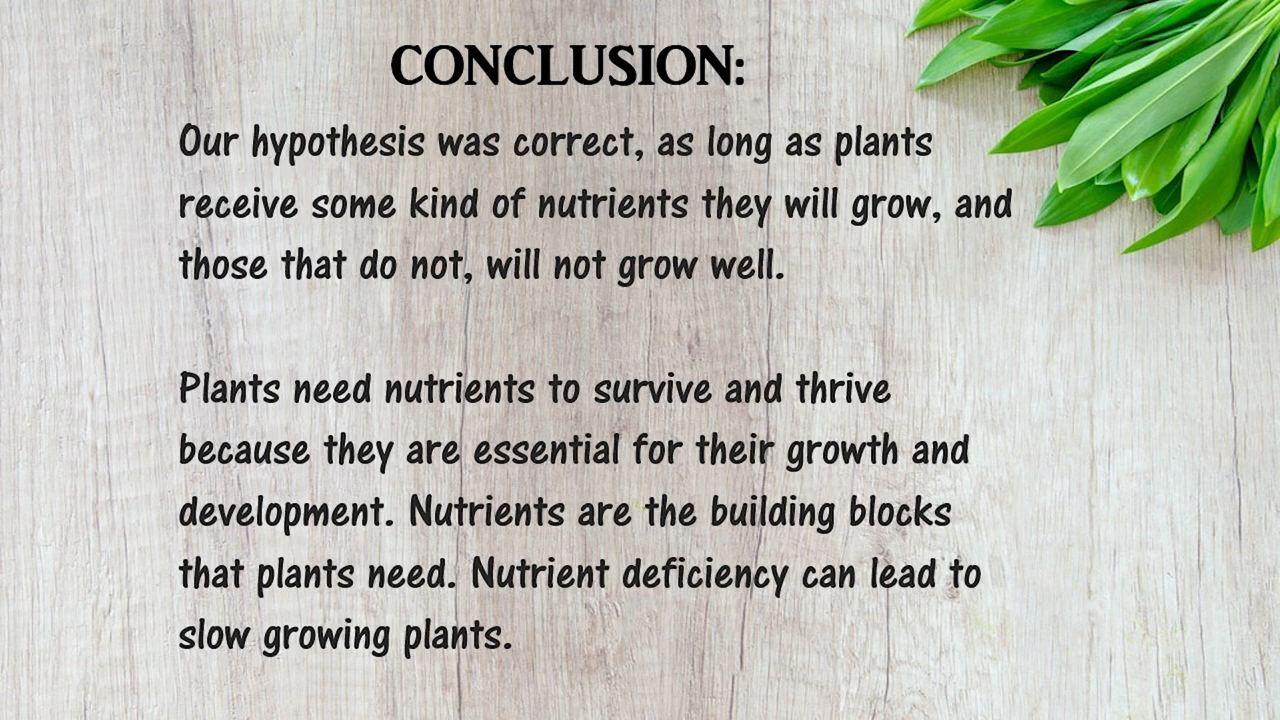 CONCLUSION:
Our hypothesis was correct, as long as plants
receive some kind of nutrients they will grow, and
those that do not, will not grow well.
Plants need nutrients to survive and thrive
because they are essential for their growth and
development. Nutrients are the building blocks
that plants need. Nutrient deficiency can lead to
slow growing plants.